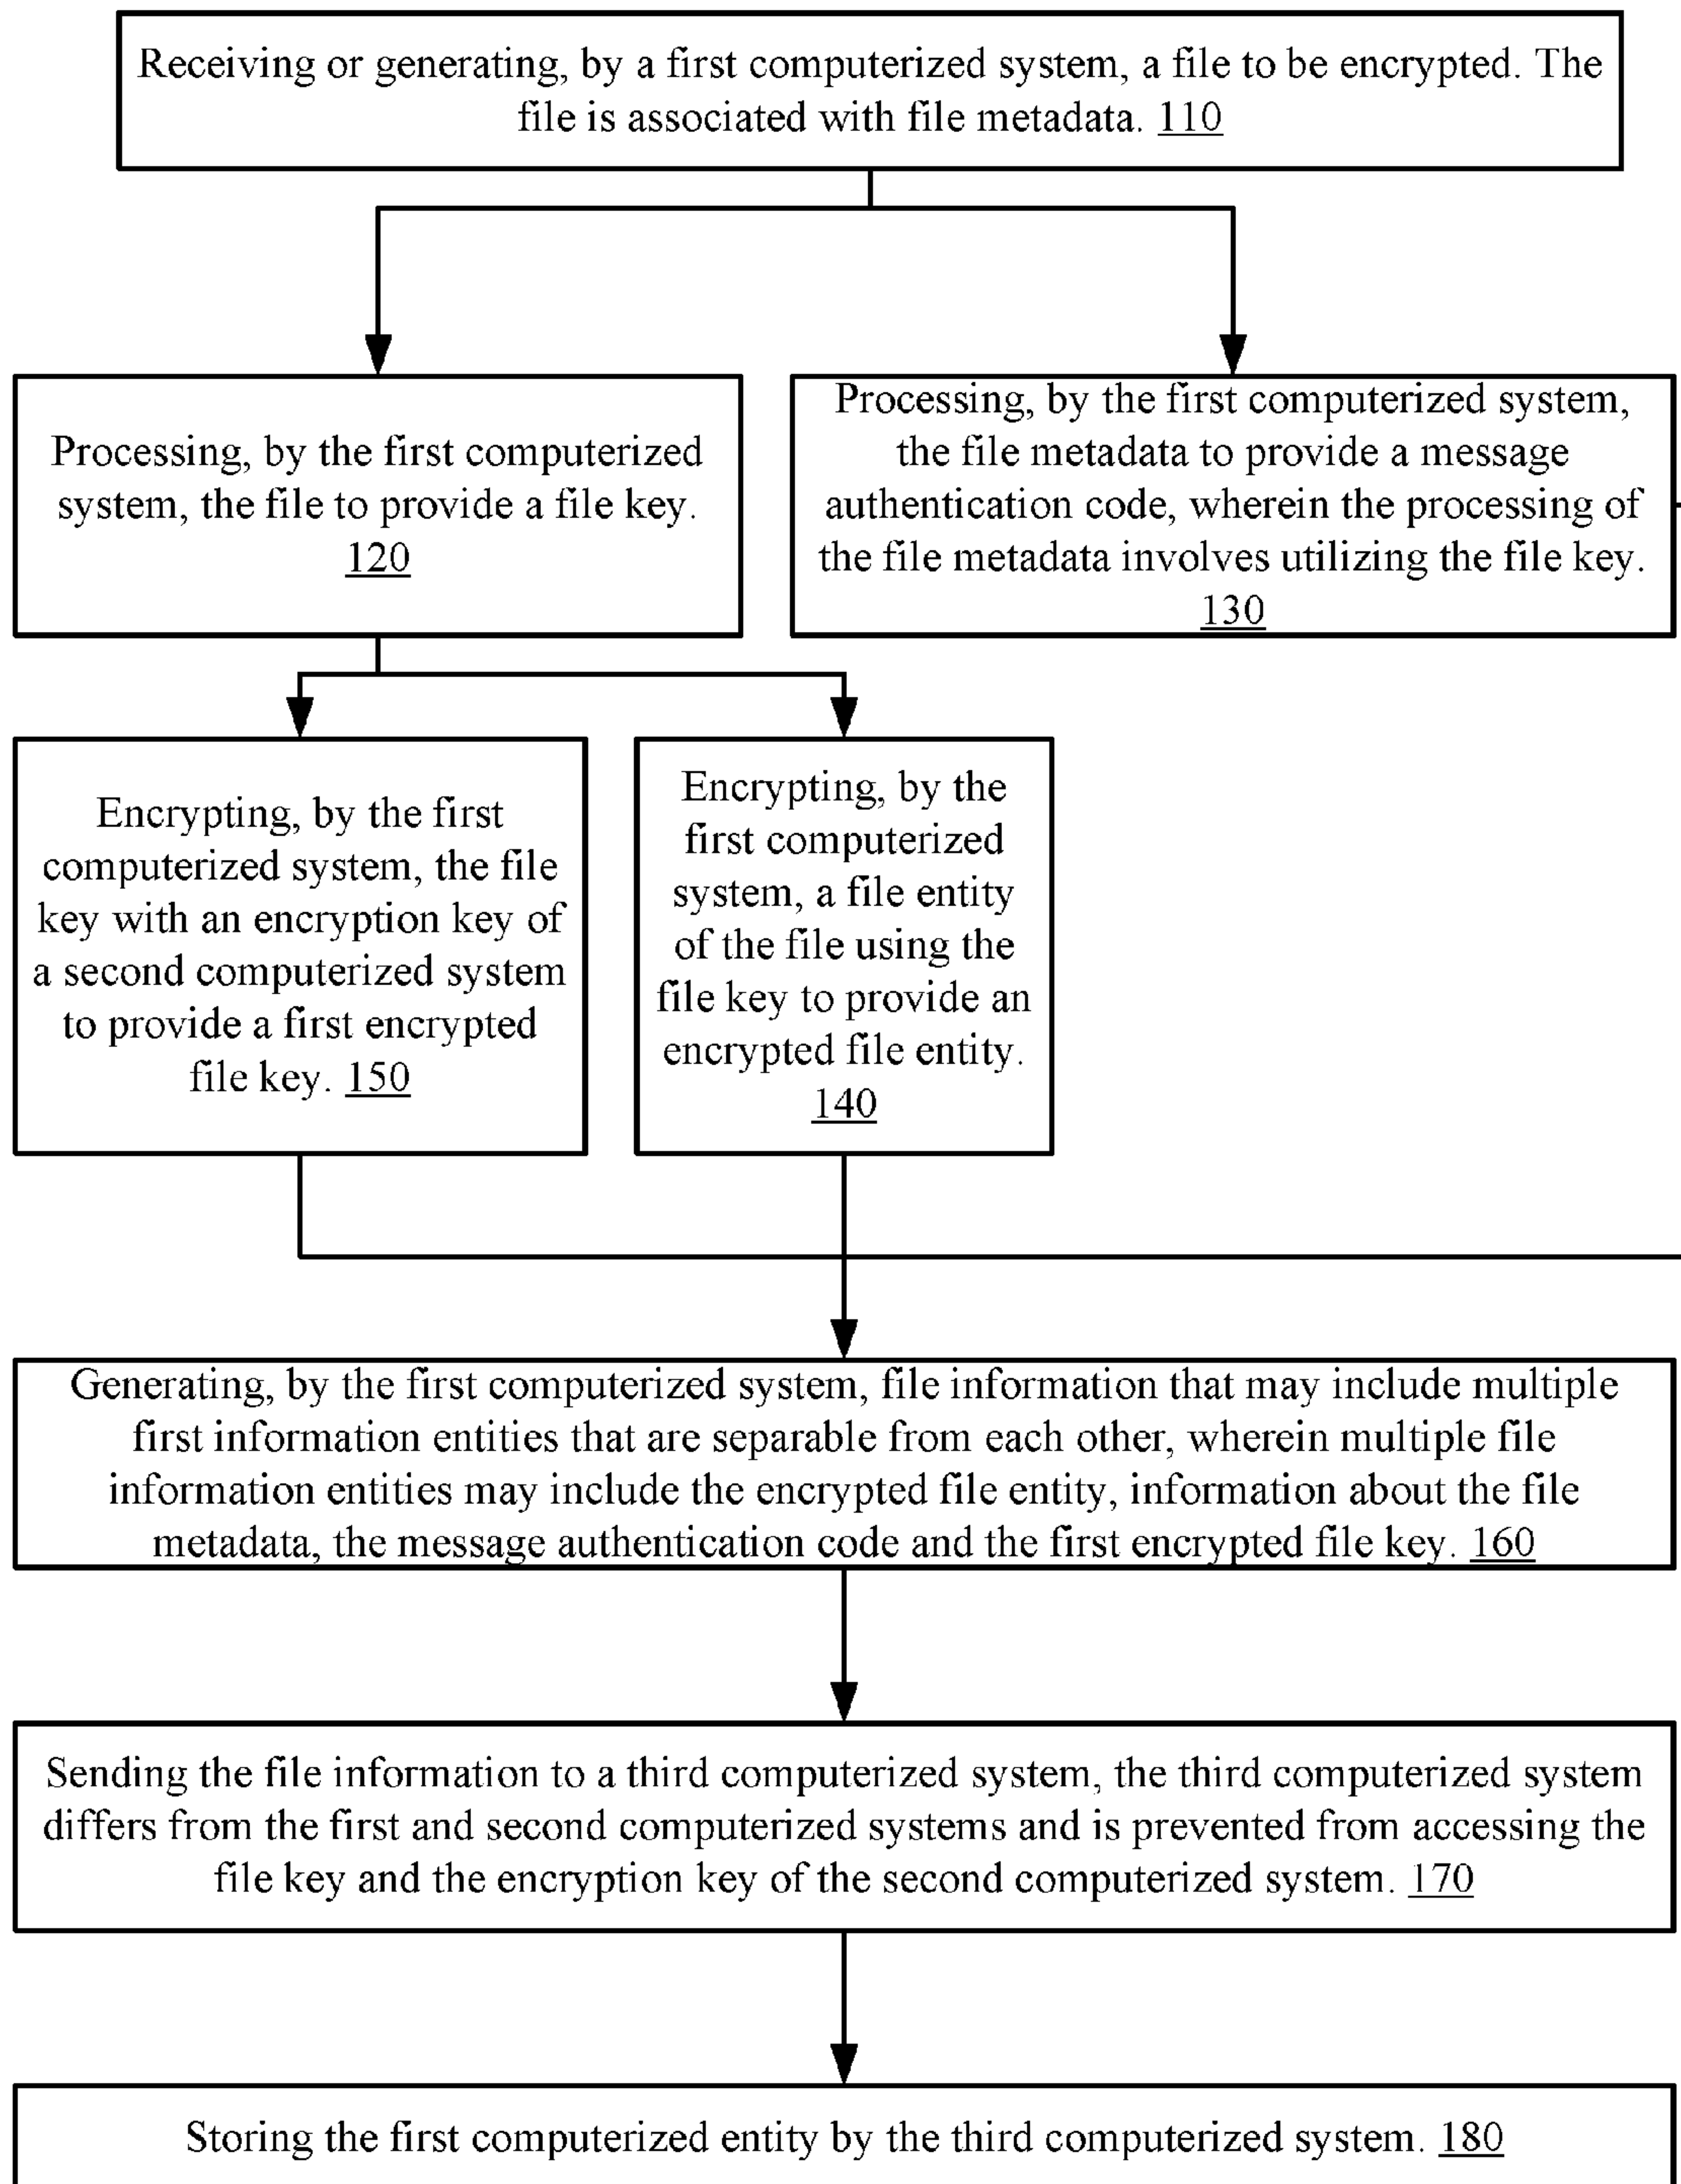 Receiving or generating, by a first computerized system, a file to be encrypted. The
file is associated with file metadata. 110
Processing, by the first computerized
system, the file to provide a file key.
120
Processing, by the first computerized system,
the file metadata to provide a message
authentication code, wherein the processing of
the file metadata involves utilizing the file key.
130
Encrypting, by the first
computerized system, the file
key with an encryption key of
a second computerized system
to provide a first encrypted
file key. 150
Encrypting, by the
first computerized
system, a file entity
of the file using the
file key to provide an
encrypted file entity.
140
Generating, by the first computerized system, file information that may include multiple
first information entities that are separable from each other, wherein multiple file
information entities may include the encrypted file entity, information about the file
metadata, the message authentication code and the first encrypted file key. 160
Sending the file information to a third computerized system, the third computerized system
differs from the first and second computerized systems and is prevented from accessing the
file key and the encryption key of the second computerized system. 170
Storing the first computerized entity by the third computerized system. 180